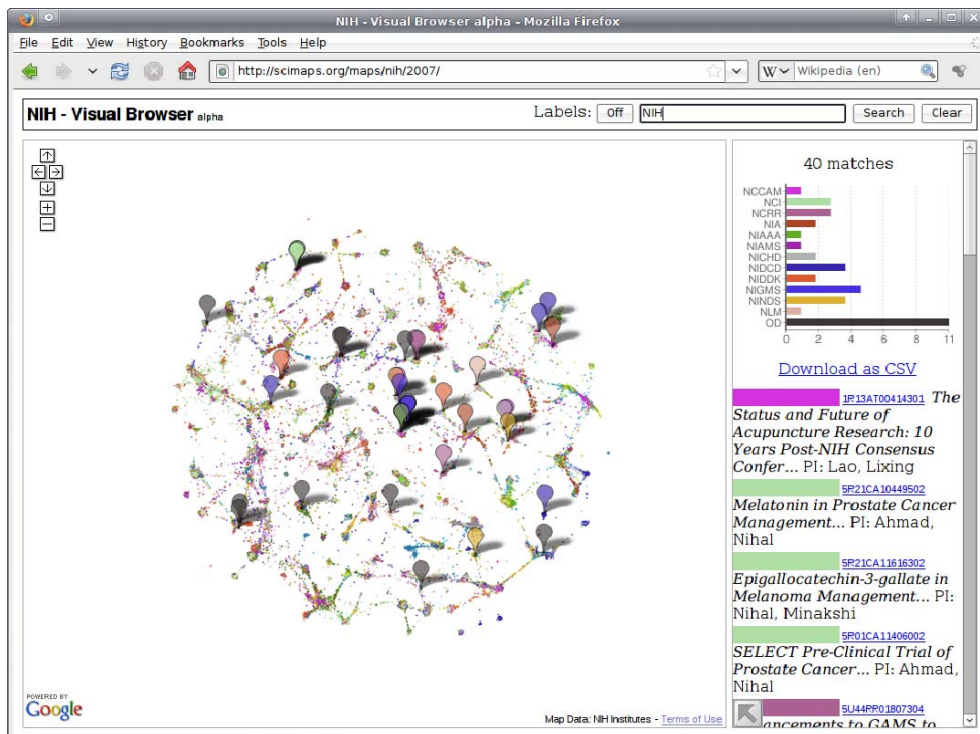 NIH - Visual Browser alpha - Mozilla Firefox
File Edit View History Bookmarks Tools Help
http://scimaps.org/maps/nih/2007/
W Wikipedia (en)
NIH - Visual Browser alpha
Labels: Off NIH Search Clear
40 matches
NCCAM
NCI
NCRR
NIA
NIAAA
NIAMS
NICHD
NIDCD
NIDDK
NIGMS
NINDS
NLM
OD
0 2 4 6 8 11
Download as CSV
1R13AT00414301 The
Status and Future of
Acupuncture Research: 10
Years Post-NIH Consensus
Confer... PI: Lao, Lixing
5R21CA10449502
Melatonin in Prostate Cancer
Management... PI: Ahmad,
Nihal
5R21CA11616302
Epigallocatechin-3-gallate in
Melanoma Management... PI:
Nihal, Minakshi
5R01CA11406002
SELECT Pre-Clinical Trial of
Prostate Cancer... PI: Ahmad,
Nihal
5U44RR01807304
ancements to GAMS to
POWERED BY
Google
Map Data: NIH Institutes - Terms of Use